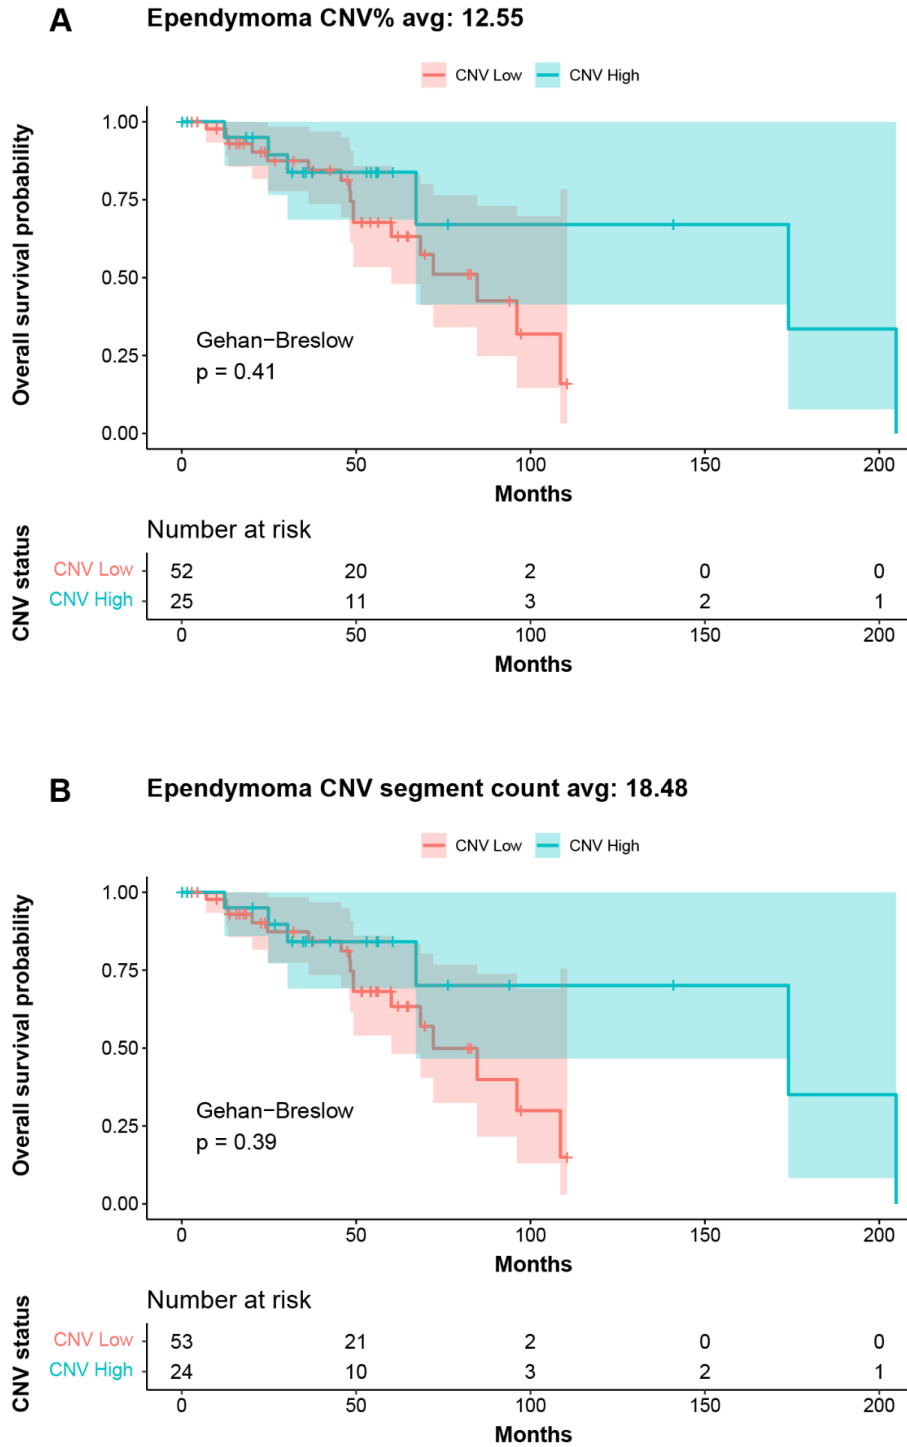 A
Ependymoma CNV% avg: 12.55
CNV Low CNV High
Overall survival probability
1.00
0.75
0.50
0.25
0.00
Gehan−Breslow
p = 0.41
0 50 100 150 200
Months
Number at risk
CNV status
CNV Low 52 20 2 0 0
CNV High 25 11 3 2 1
0 50 100 150 200
Months
B
Ependymoma CNV segment count avg: 18.48
CNV Low CNV High
Overall survival probability
1.00
0.75
0.50
0.25
0.00
Gehan−Breslow
p = 0.39
0 50 100 150 200
Months
Number at risk
CNV status
CNV Low 53 21 2 0 0
CNV High 24 10 3 2 1
0 50 100 150 200
Months